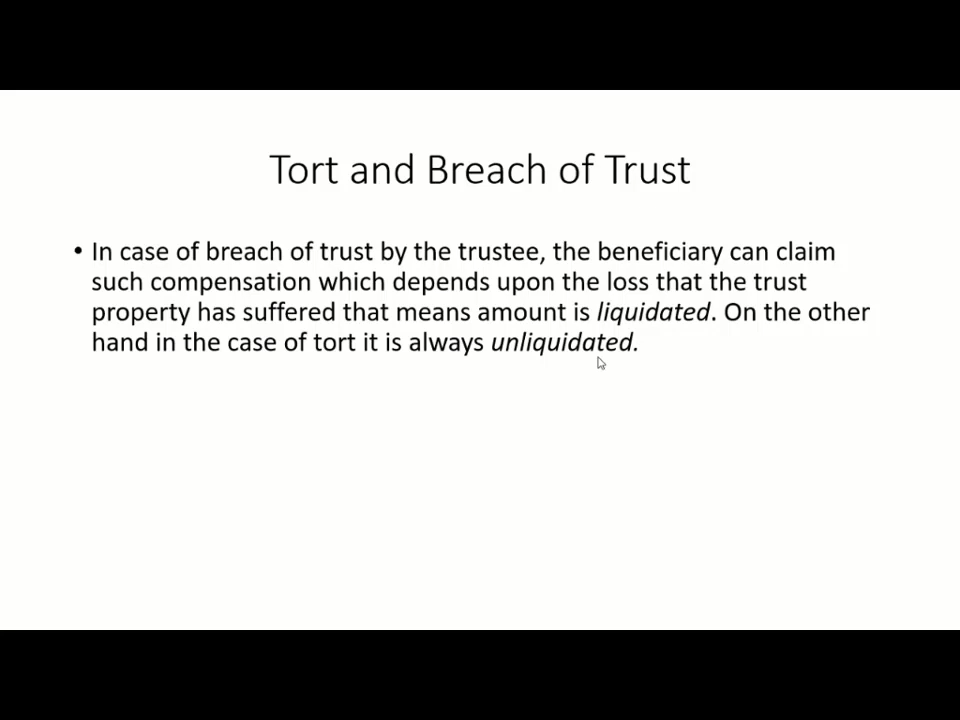 Tort and Breach of Trust
• In case of breach of trust by the trustee, the beneficiary can claim
such compensation which depends upon the loss that the trust
property has suffered that means amount is liquidated. On the other
hand in the case of tort it is always unliquidated.